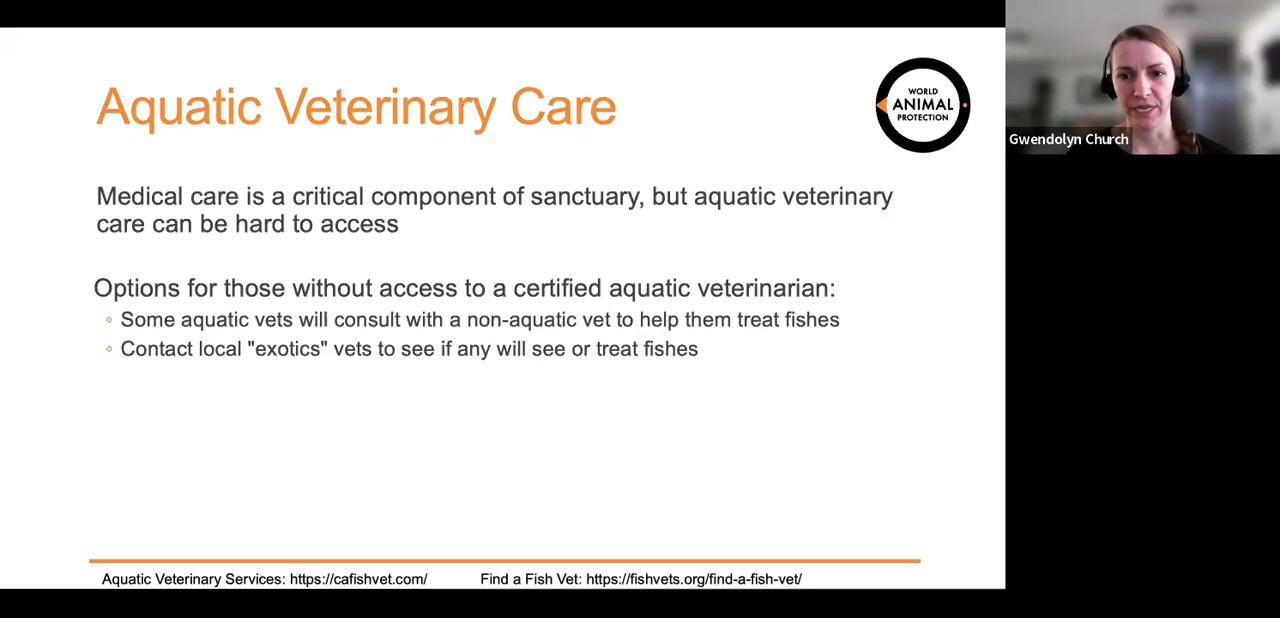 Aquatic Veterinary Care
WORLD
ANIMAL
PROTECTION
Gwendolyn Church
Medical care is a critical component of sanctuary, but aquatic veterinary
care can be hard to access
Options for those without access to a certified aquatic veterinarian:
Some aquatic vets will consult with a non-aquatic vet to help them treat fishes
Contact local "exotics" vets to see if any will see or treat fishes
Aquatic Veterinary Services: https://cafishvet.com/
Find a Fish Vet: https://fishvets.org/find-a-fish-vet/